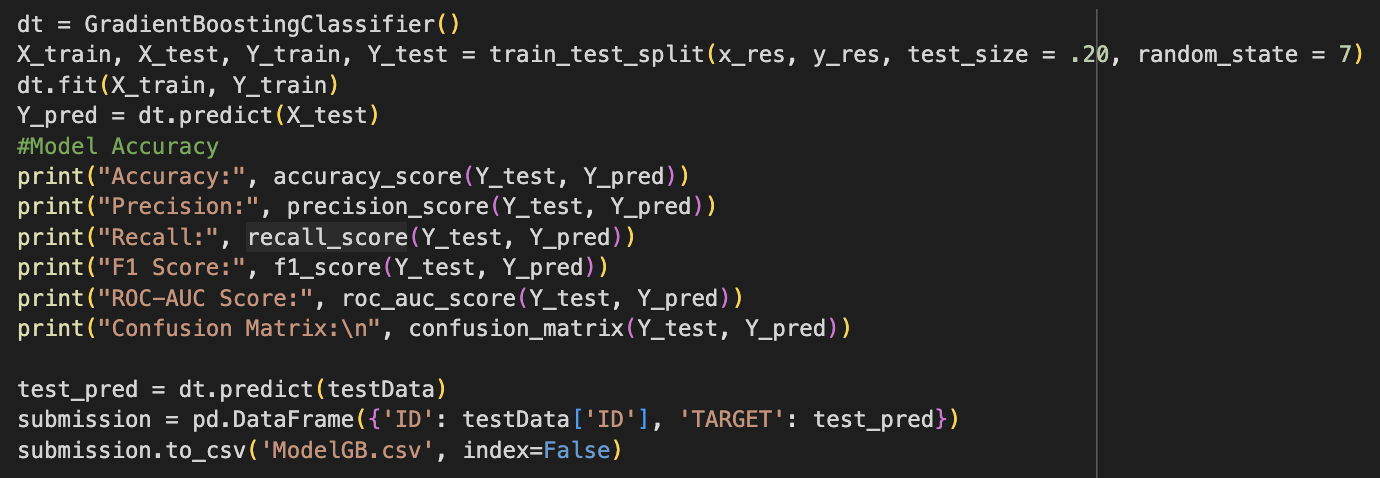 dt = GradientBoostingClassifier()
X_train, X_test, Y_train, Y_test = train_test_split(x_res, y_res, test_size = .20, random_state = 7)
dt.fit(X_train, Y_train)
Y_pred = dt.predict(X_test)
#Model Accuracy
print("Accuracy:", accuracy_score(Y_test, Y_pred))
print("Precision:", precision_score(Y_test, Y_pred))
print("Recall:", recall_score(Y_test, Y_pred))
print("F1 Score:", f1_score(Y_test, Y_pred))
print("ROC-AUC Score:", roc_auc_score(Y_test, Y_pred))
print("Confusion Matrix:\n", confusion_matrix(Y_test, Y_pred))

test_pred = dt.predict(testData)
submission = pd.DataFrame({'ID': testData['ID'], 'TARGET': test_pred})
submission.to_csv('ModelGB.csv', index=False)